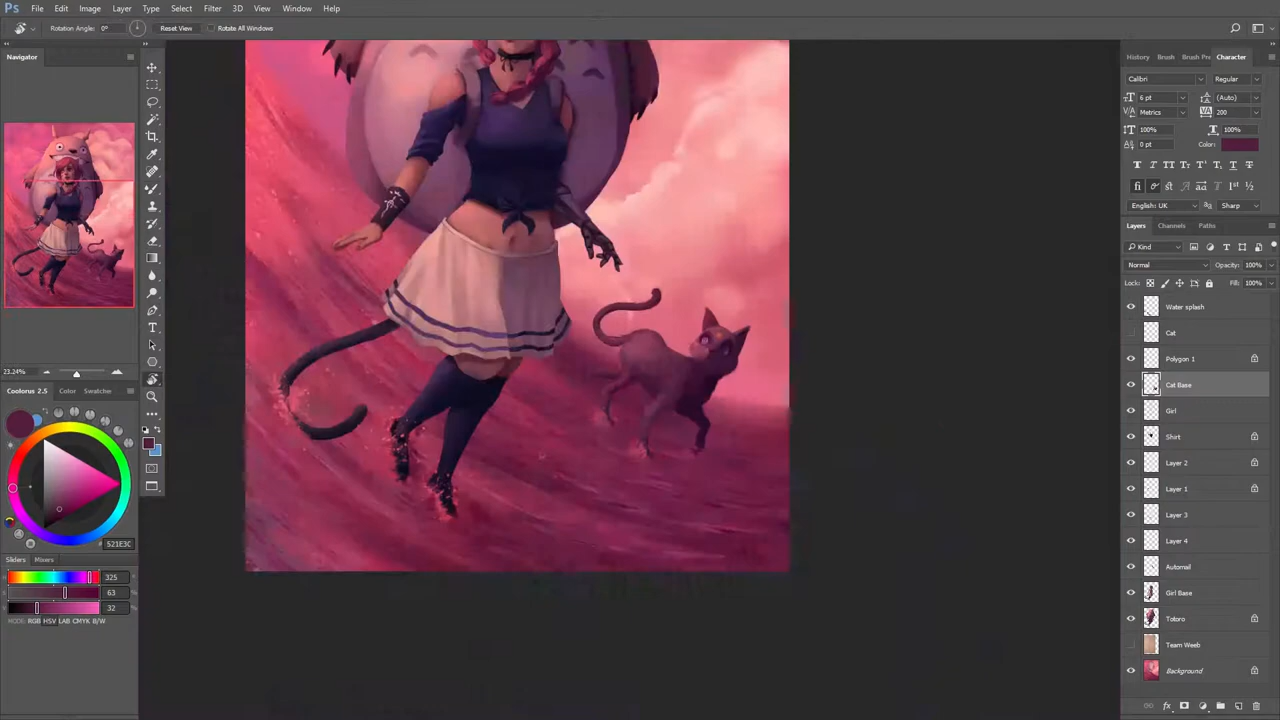 Ps File Edit Image Layer Type Select Filter 3D View Window Help
Rotation Angle: 0° Reset View Rotate All Windows
Navigator
23.24%
Coolorus 2.5 Color Swatches
521E3C
Sliders Mixers
H 325 °
S 63 %
V 32 %
MODE: RGB HSV LAB CMYK B/W
History Brush Brush Pre Character
Calibri Regular
6 pt (Auto)
Metrics 200
100% 100%
0 pt Color:
English: UK Sharp
Layers Channels Paths
Kind
Normal Opacity: 100%
Lock: Fill: 100%
Water splash
Cat
Polygon 1
Cat Base
Girl
Shirt
Layer 2
Layer 1
Layer 3
Layer 4
Automail
Girl Base
Totoro
Team Weeb
Background